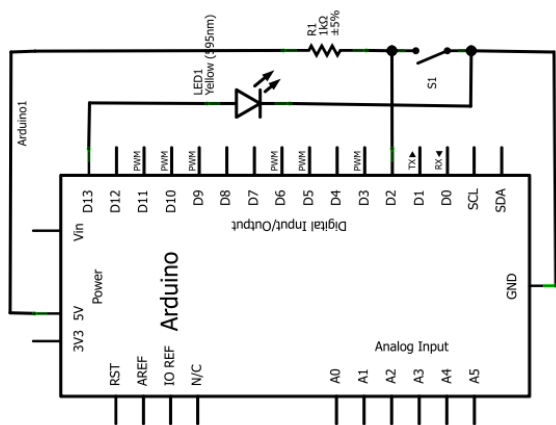 R1
1kΩ
±5%
LED1
Yellow (595nm)
S1
Arduino1
PWM
PWM
PWM
PWM
PWM
PWM
TX▶
RX◀
D13
D12
D11
D10
D9
D8
D7
D6
D5
D4
D3
D2
D1
D0
SCL
SDA
Digital Input/Output
Vin
Power
5V
3V3
Arduino
GND
Analog Input
RST
AREF
IO REF
N/C
A0
A1
A2
A3
A4
A5